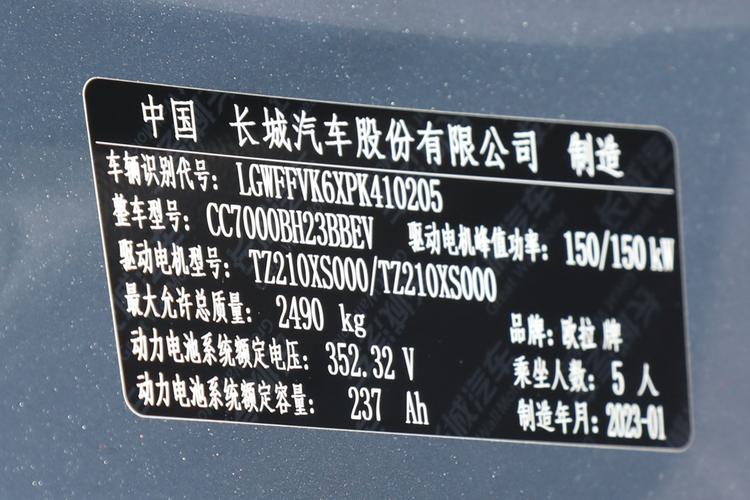 中国 长城汽车股份有限公司 制造
车辆识别代号: LGWFFVK6XPK410205
整车型号: CC7000BH23BBEV 驱动电机峰值功率: 150/150 kW
驱动电机型号: TZ210XS000/TZ210XS000
最大允许总质量: 2490 kg 品牌: 欧拉 牌
动力电池系统额定电压: 352.32 V 乘坐人数: 5 人
动力电池系统额定容量: 237 Ah 制造年月: 2023-01